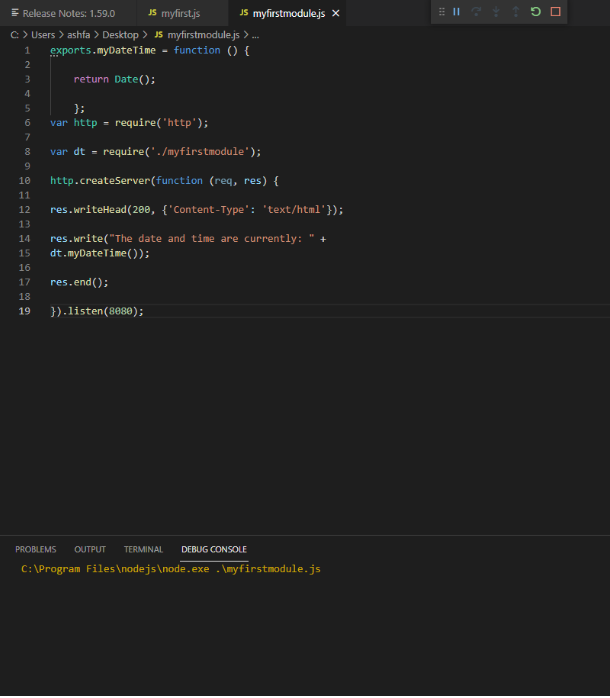 Release Notes: 1.59.0
JS myfirst.js
JS myfirstmodule.js
C: > Users > ashfa > Desktop > JS myfirstmodule.js > ...
1 exports.myDateTime = function () {
2
3 return Date();
4
5 };
6 var http = require('http');
7
8 var dt = require('./myfirstmodule');
9
10 http.createServer(function (req, res) {
11
12 res.writeHead(200, {'Content-Type': 'text/html'});
13
14 res.write("The date and time are currently: " +
15 dt.myDateTime());
16
17 res.end();
18
19 }).listen(8080);
PROBLEMS OUTPUT TERMINAL DEBUG CONSOLE
C:\Program Files\nodejs\node.exe .\myfirstmodule.js